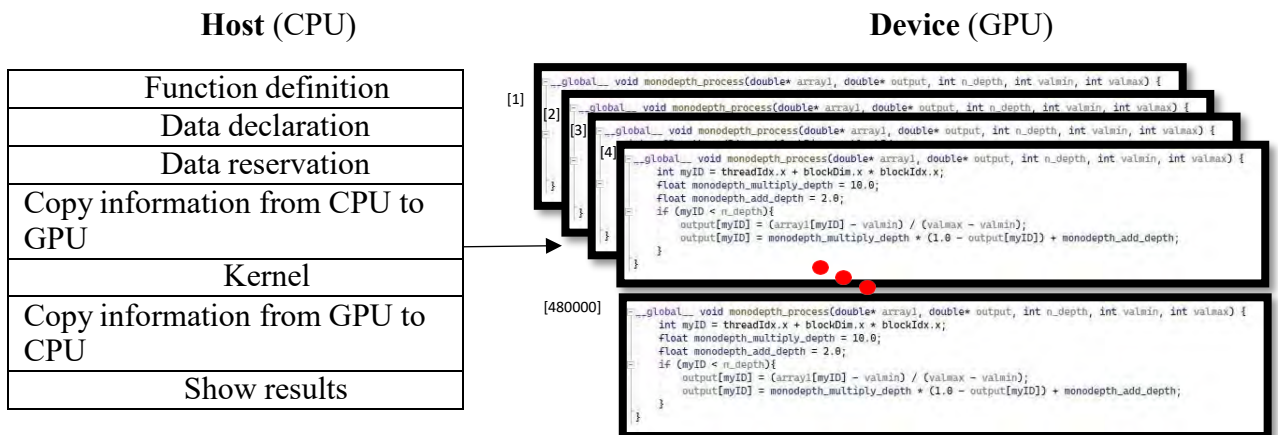 Host (CPU)
Device (GPU)
Function definition
Data declaration
Data reservation
Copy information from CPU to
GPU
Kernel
Copy information from GPU to
CPU
Show results
[1]
__global__ void monodepth_process(double* array1, double* output, int n_depth, int valmin, int valmax) {
}
[2]
__global__ void monodepth_process(double* array1, double* output, int n_depth, int valmin, int valmax) {
}
[3]
__global__ void monodepth_process(double* array1, double* output, int n_depth, int valmin, int valmax) {
}
[4]
__global__ void monodepth_process(double* array1, double* output, int n_depth, int valmin, int valmax) {
int myID = threadIdx.x + blockDim.x * blockIdx.x;
float monodepth_multiply_depth = 10.0;
float monodepth_add_depth = 2.0;
if (myID < n_depth){
output[myID] = (array1[myID] - valmin) / (valmax - valmin);
output[myID] = monodepth_multiply_depth * (1.0 - output[myID]) + monodepth_add_depth;
}
}
[480000]
__global__ void monodepth_process(double* array1, double* output, int n_depth, int valmin, int valmax) {
int myID = threadIdx.x + blockDim.x * blockIdx.x;
float monodepth_multiply_depth = 10.0;
float monodepth_add_depth = 2.0;
if (myID < n_depth){
output[myID] = (array1[myID] - valmin) / (valmax - valmin);
output[myID] = monodepth_multiply_depth * (1.0 - output[myID]) + monodepth_add_depth;
}
}